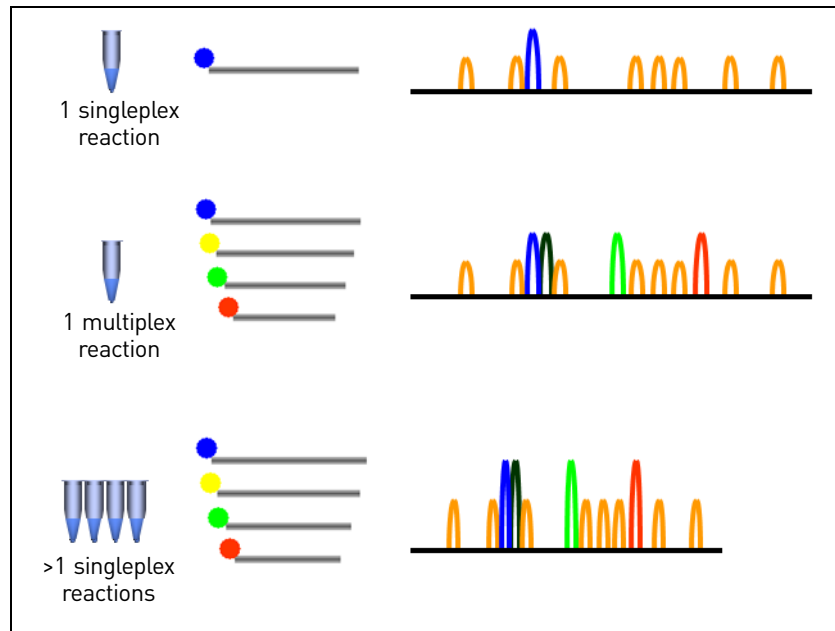 1 singleplex
reaction
1 multiplex
reaction
>1 singleplex
reactions